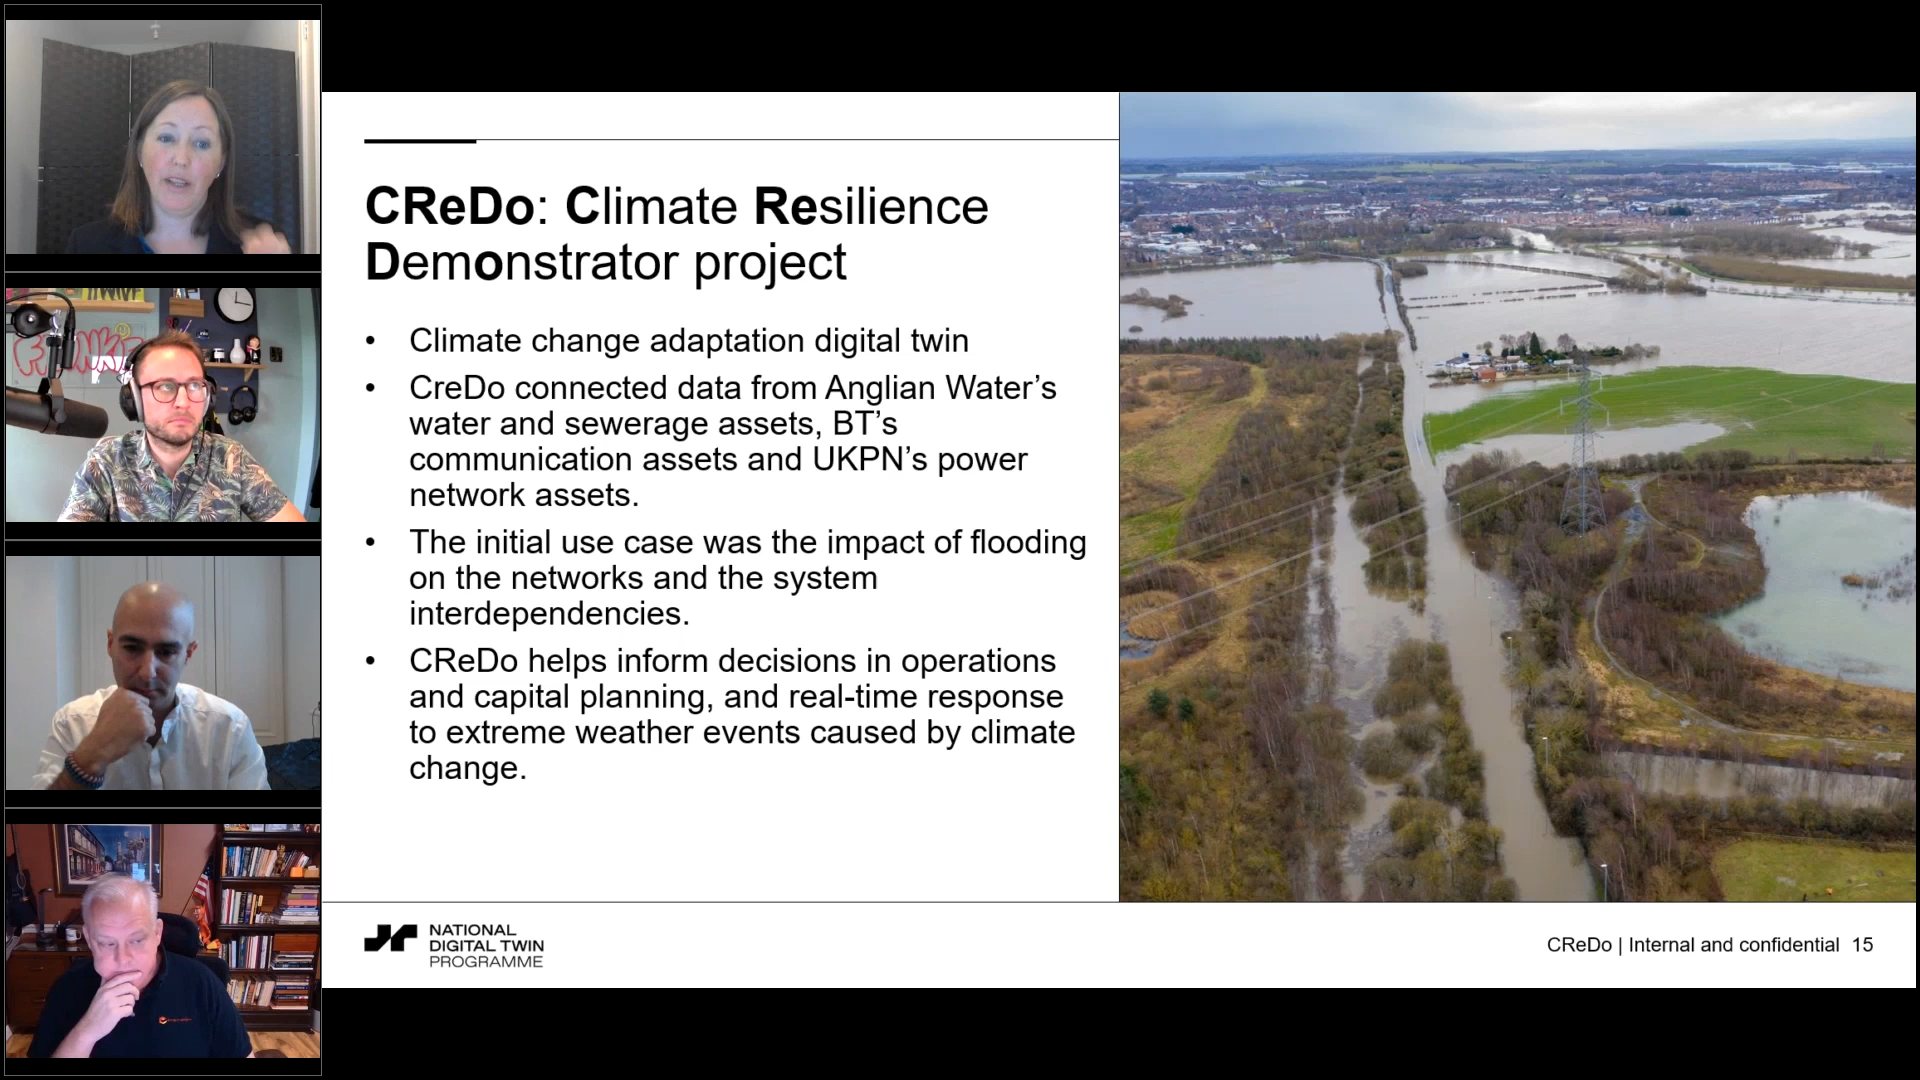 CReDo: Climate Resilience
Demonstrator project
• Climate change adaptation digital twin
• CreDo connected data from Anglian Water’s
water and sewerage assets, BT’s
communication assets and UKPN’s power
network assets.
• The initial use case was the impact of flooding
on the networks and the system
interdependencies.
• CReDo helps inform decisions in operations
and capital planning, and real-time response
to extreme weather events caused by climate
change.
NATIONAL
DIGITAL TWIN
PROGRAMME
CReDo | Internal and confidential 15